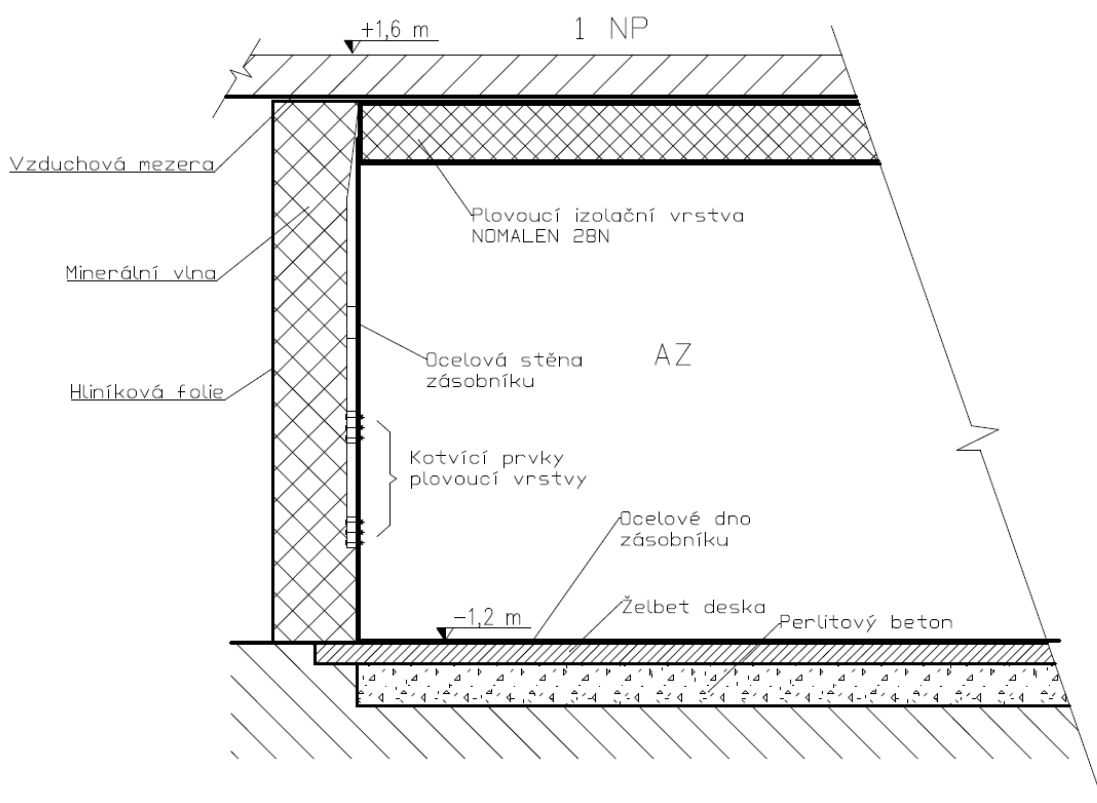 +1,6 m
1 NP
Vzduchová mezera
Plovoucí izolační vrstva
NOMALEN 28N
Minerální vlna
Ocelová stěna
zásobníku
AZ
Hliníková folie
Kotvící prvky
plovoucí vrstvy
Ocelové dno
zásobníku
-1,2 m
Želbet deska
Perlitový beton